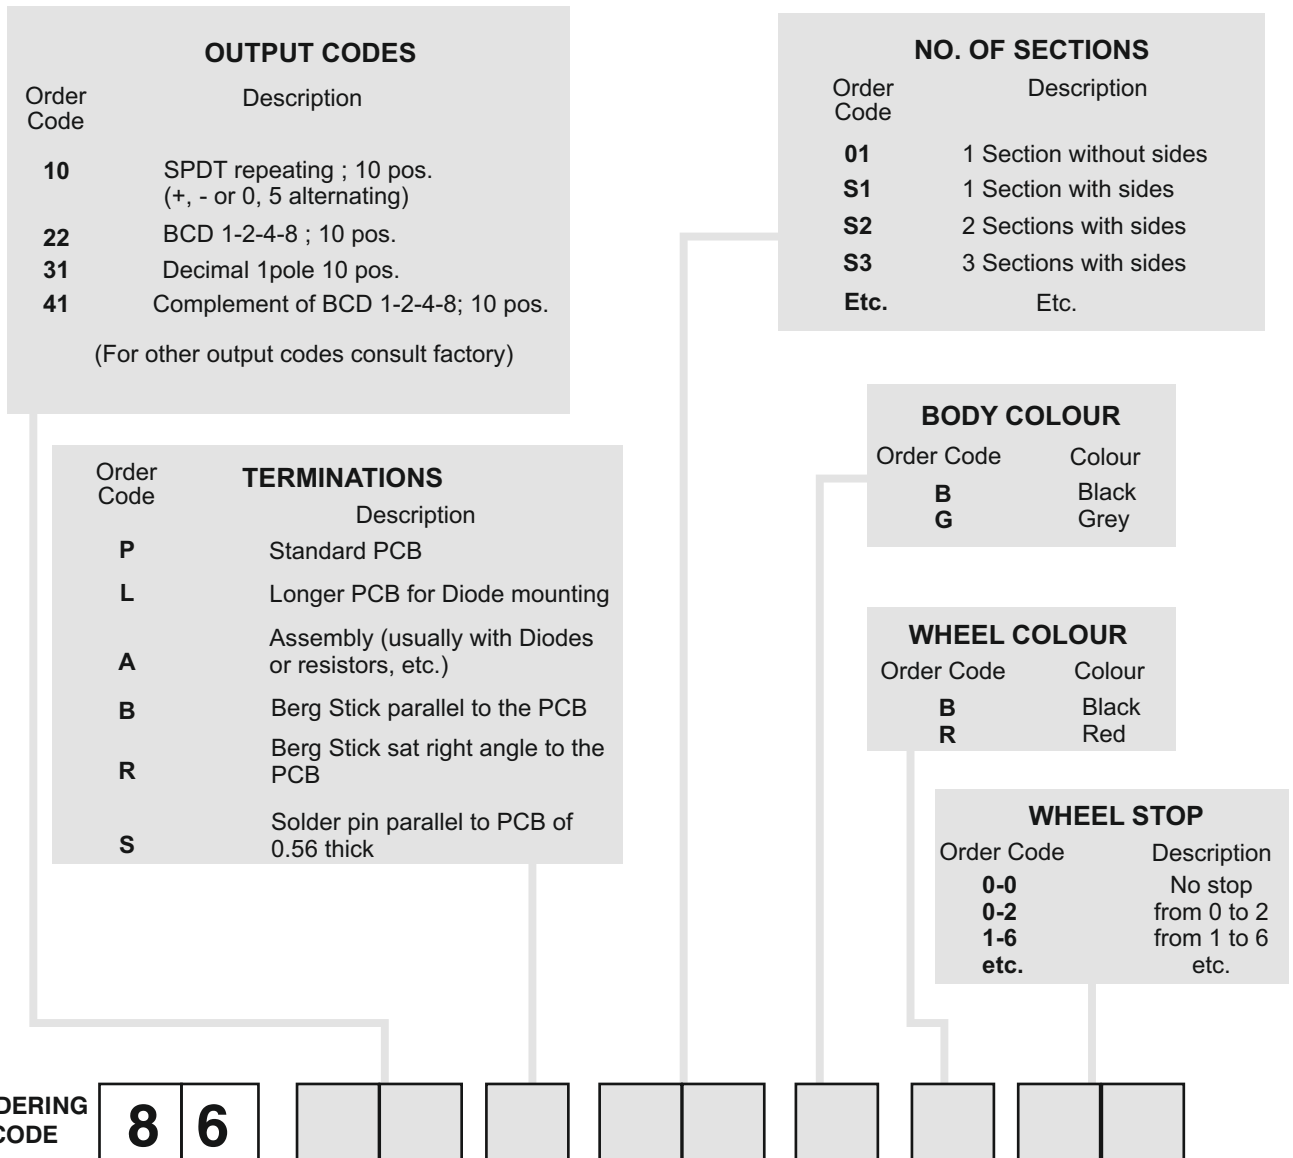 OUTPUT CODES
Order Code
Description
10 SPDT repeating ; 10 pos.
(+, - or 0, 5 alternating)
22 BCD 1-2-4-8 ; 10 pos.
31 Decimal 1pole 10 pos.
41 Complement of BCD 1-2-4-8; 10 pos.
(For other output codes consult factory)
NO. OF SECTIONS
Order Code
Description
01 1 Section without sides
S1 1 Section with sides
S2 2 Sections with sides
S3 3 Sections with sides
Etc. Etc.
TERMINATIONS
Order Code
Description
P Standard PCB
L Longer PCB for Diode mounting
A Assembly (usually with Diodes
or resistors, etc.)
B Berg Stick parallel to the PCB
R Berg Stick sat right angle to the
PCB
S Solder pin parallel to PCB of
0.56 thick
BODY COLOUR
Order Code Colour
B Black
G Grey
WHEEL COLOUR
Order Code Colour
B Black
R Red
WHEEL STOP
Order Code Description
0-0 No stop
0-2 from 0 to 2
1-6 from 1 to 6
etc. etc.
DERING
CODE
8 6